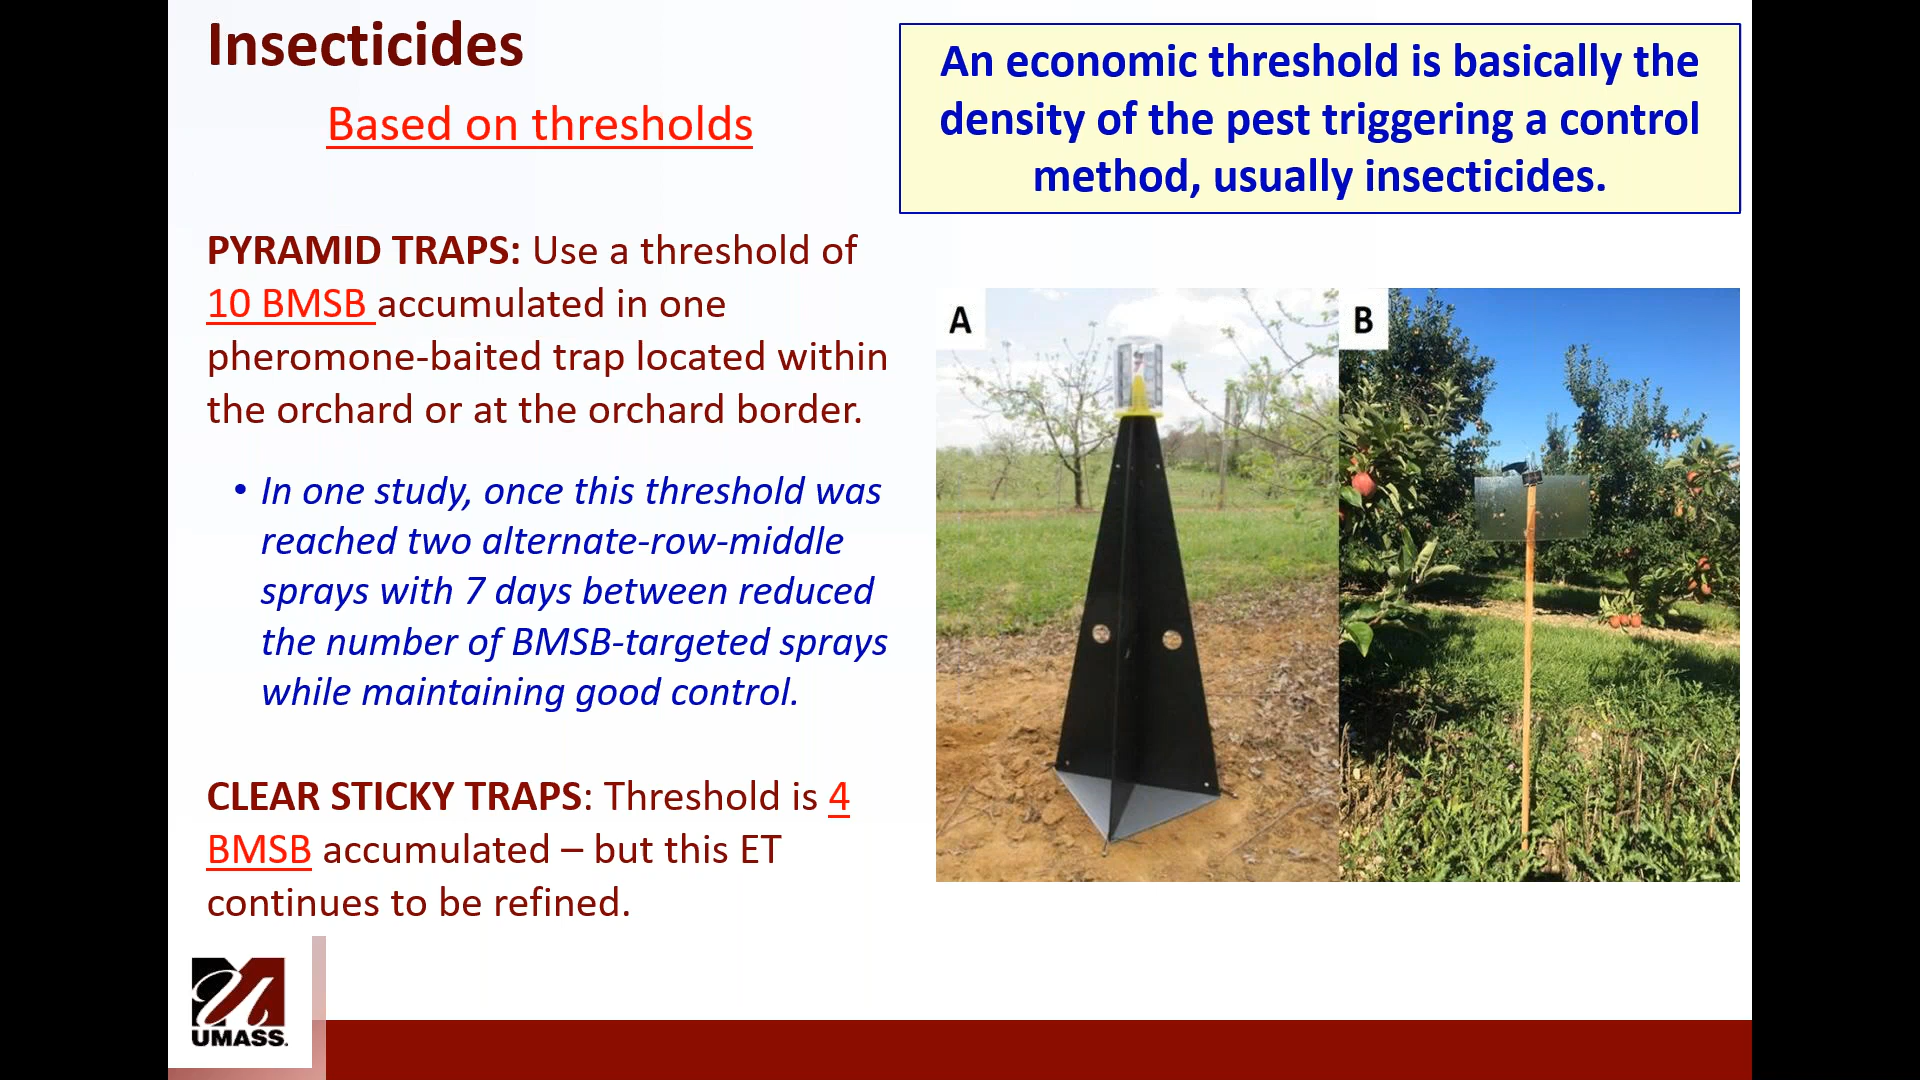 Insecticides
Based on thresholds
An economic threshold is basically the
density of the pest triggering a control
method, usually insecticides.
PYRAMID TRAPS: Use a threshold of
10 BMSB accumulated in one
pheromone-baited trap located within
the orchard or at the orchard border.
• In one study, once this threshold was
reached two alternate-row-middle
sprays with 7 days between reduced
the number of BMSB-targeted sprays
while maintaining good control.
CLEAR STICKY TRAPS: Threshold is 4
BMSB accumulated – but this ET
continues to be refined.
A
B
UMASS.